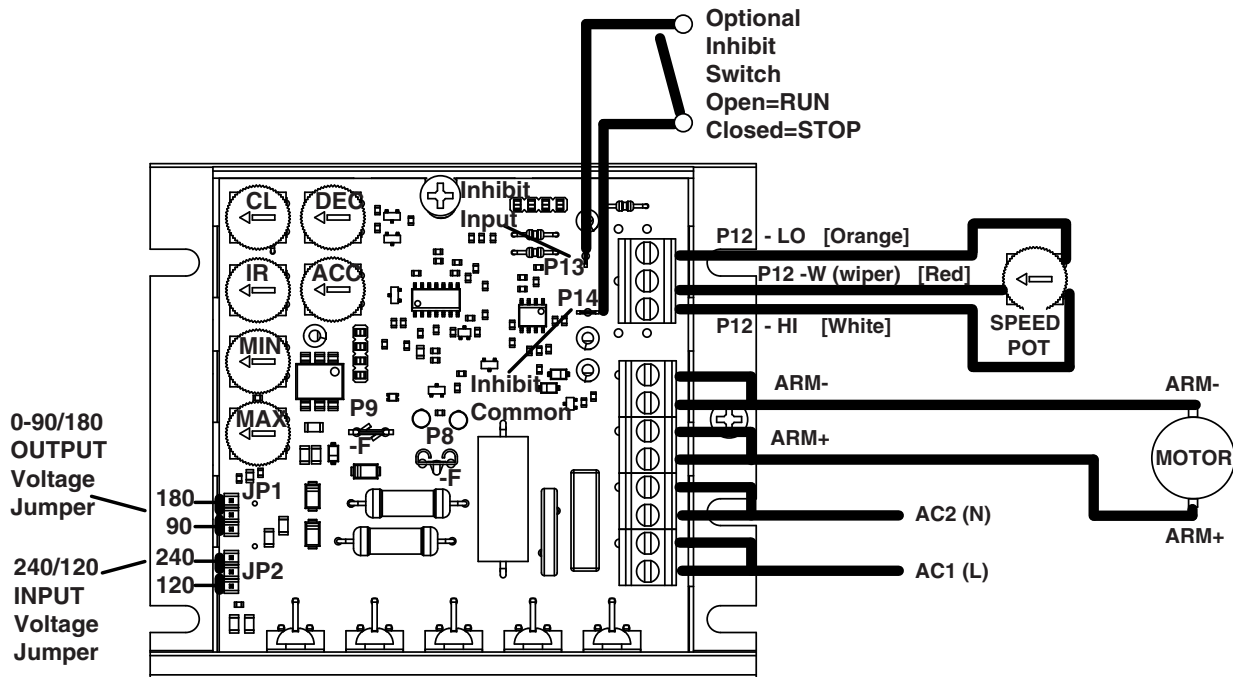 Optional
Inhibit
Switch
Open=RUN
Closed=STOP
CL
DEC
Inhibit
Input
P13
IR
ACC
P14
MIN
Inhibit
Common
MAX
P9
-F
P8
-F
P12 - LO [Orange]
P12 -W (wiper) [Red]
P12 - HI [White]
SPEED
POT
ARM-
ARM-
ARM+
MOTOR
ARM+
AC2 (N)
AC1 (L)
0-90/180
OUTPUT
Voltage
Jumper
180
JP1
90
240/120
INPUT
Voltage
Jumper
240
JP2
120